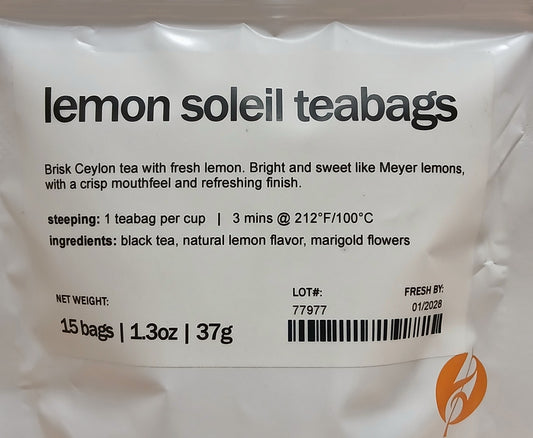 lemon soleil teabags
Brisk Ceylon tea with fresh lemon. Bright and sweet like Meyer lemons,
with a crisp mouthfeel and refreshing finish.
steeping: 1 teabag per cup | 3 mins @ 212°F/100°C
ingredients: black tea, natural lemon flavor, marigold flowers
NET WEIGHT:
15 bags | 1.3oz | 37g
LOT#:
77977
FRESH BY:
01/2028